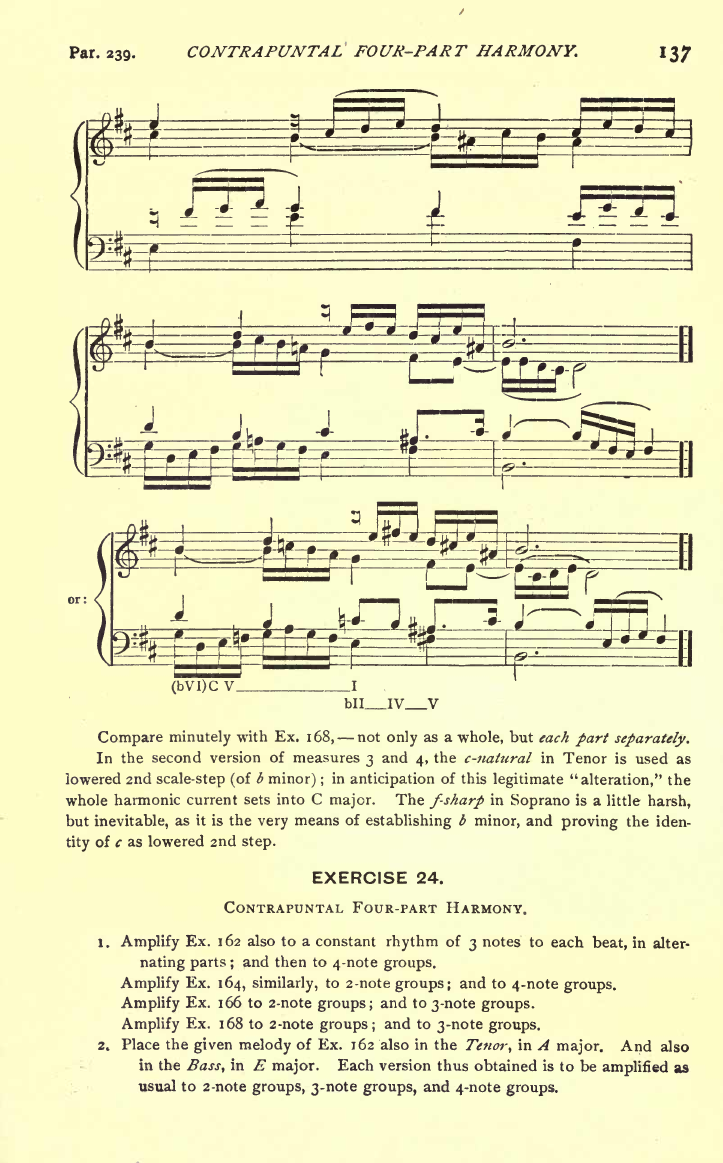 Par. 239. CONTRAPUNTAL FOUR-PART HARMONY. 137
or:
(bVI)C V I
bII IV V
Compare minutely with Ex. 168,—not only as a whole, but each part separately.
In the second version of measures 3 and 4, the c-natural in Tenor is used as
lowered 2nd scale-step (of b minor); in anticipation of this legitimate “alteration,” the
whole harmonic current sets into C major. The f-sharp in Soprano is a little harsh,
but inevitable, as it is the very means of establishing b minor, and proving the iden-
tity of c as lowered 2nd step.
EXERCISE 24.
CONTRAPUNTAL FOUR-PART HARMONY.
1. Amplify Ex. 162 also to a constant rhythm of 3 notes to each beat, in alter-
nating parts; and then to 4-note groups.
Amplify Ex. 164, similarly, to 2-note groups; and to 4-note groups.
Amplify Ex. 166 to 2-note groups; and to 3-note groups.
Amplify Ex. 168 to 2-note groups; and to 3-note groups.
2. Place the given melody of Ex. 162 also in the Tenor, in A major. And also
in the Bass, in E major. Each version thus obtained is to be amplified as
usual to 2-note groups, 3-note groups, and 4-note groups.